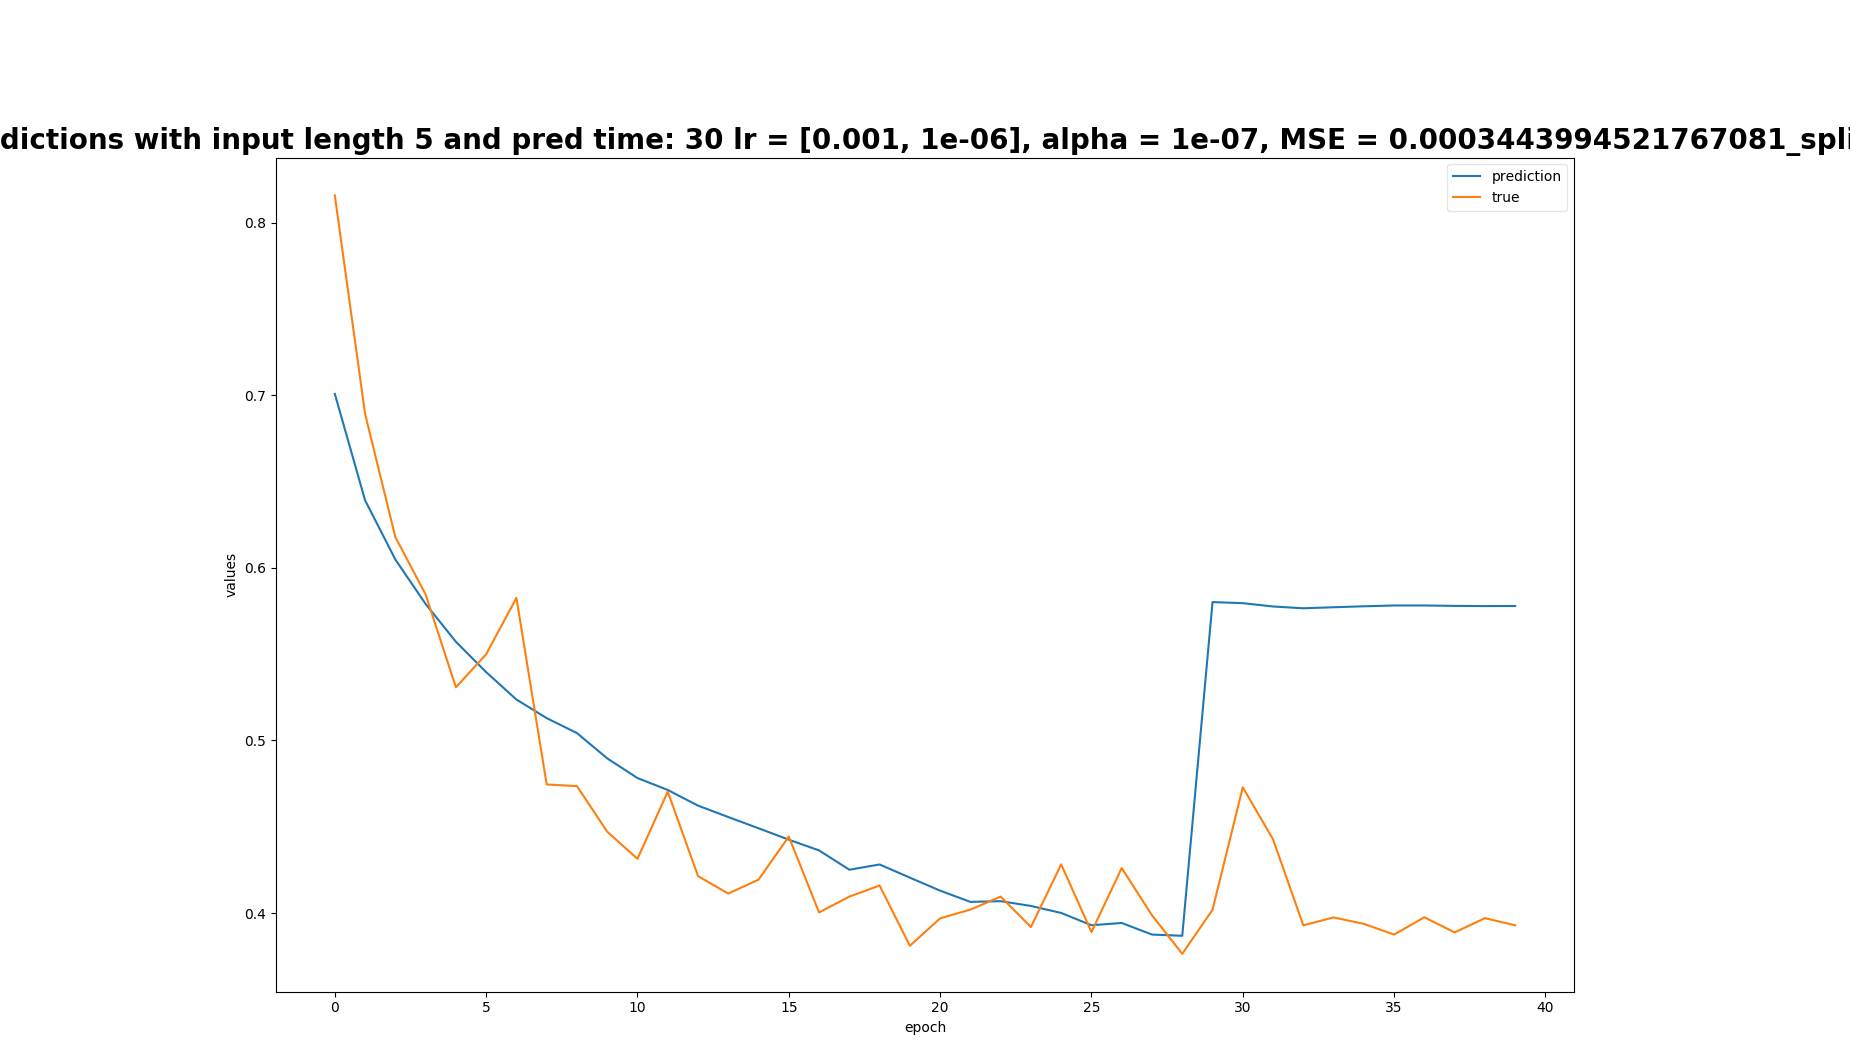 dictions with input length 5 and pred time: 30 lr = [0.001, 1e-06], alpha = 1e-07, MSE = 0.0003443994521767081_spli
prediction
true
0.8
0.7
0.6
0.5
0.4
values
0 5 10 15 20 25 30 35 40
epoch